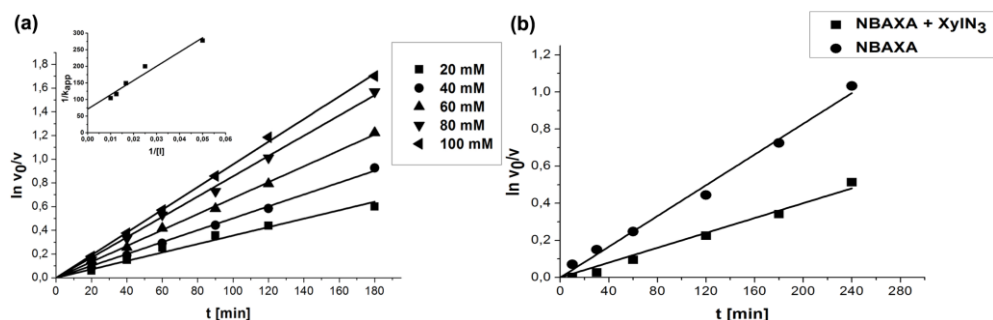 (a)
1/kapp
300
250
200
150
100
50
0
0,00 0,01 0,02 0,03 0,04 0,05 0,06
1/[I]
ln v0/v
1,8
1,6
1,4
1,2
1,0
0,8
0,6
0,4
0,2
0,0
0 20 40 60 80 100 120 140 160 180
t [min]
20 mM
40 mM
60 mM
80 mM
100 mM
(b)
NBAXA + XylN3
NBAXA
ln v0/v
1,2
1,0
0,8
0,6
0,4
0,2
0,0
0 40 80 120 160 200 240 280
t [min]